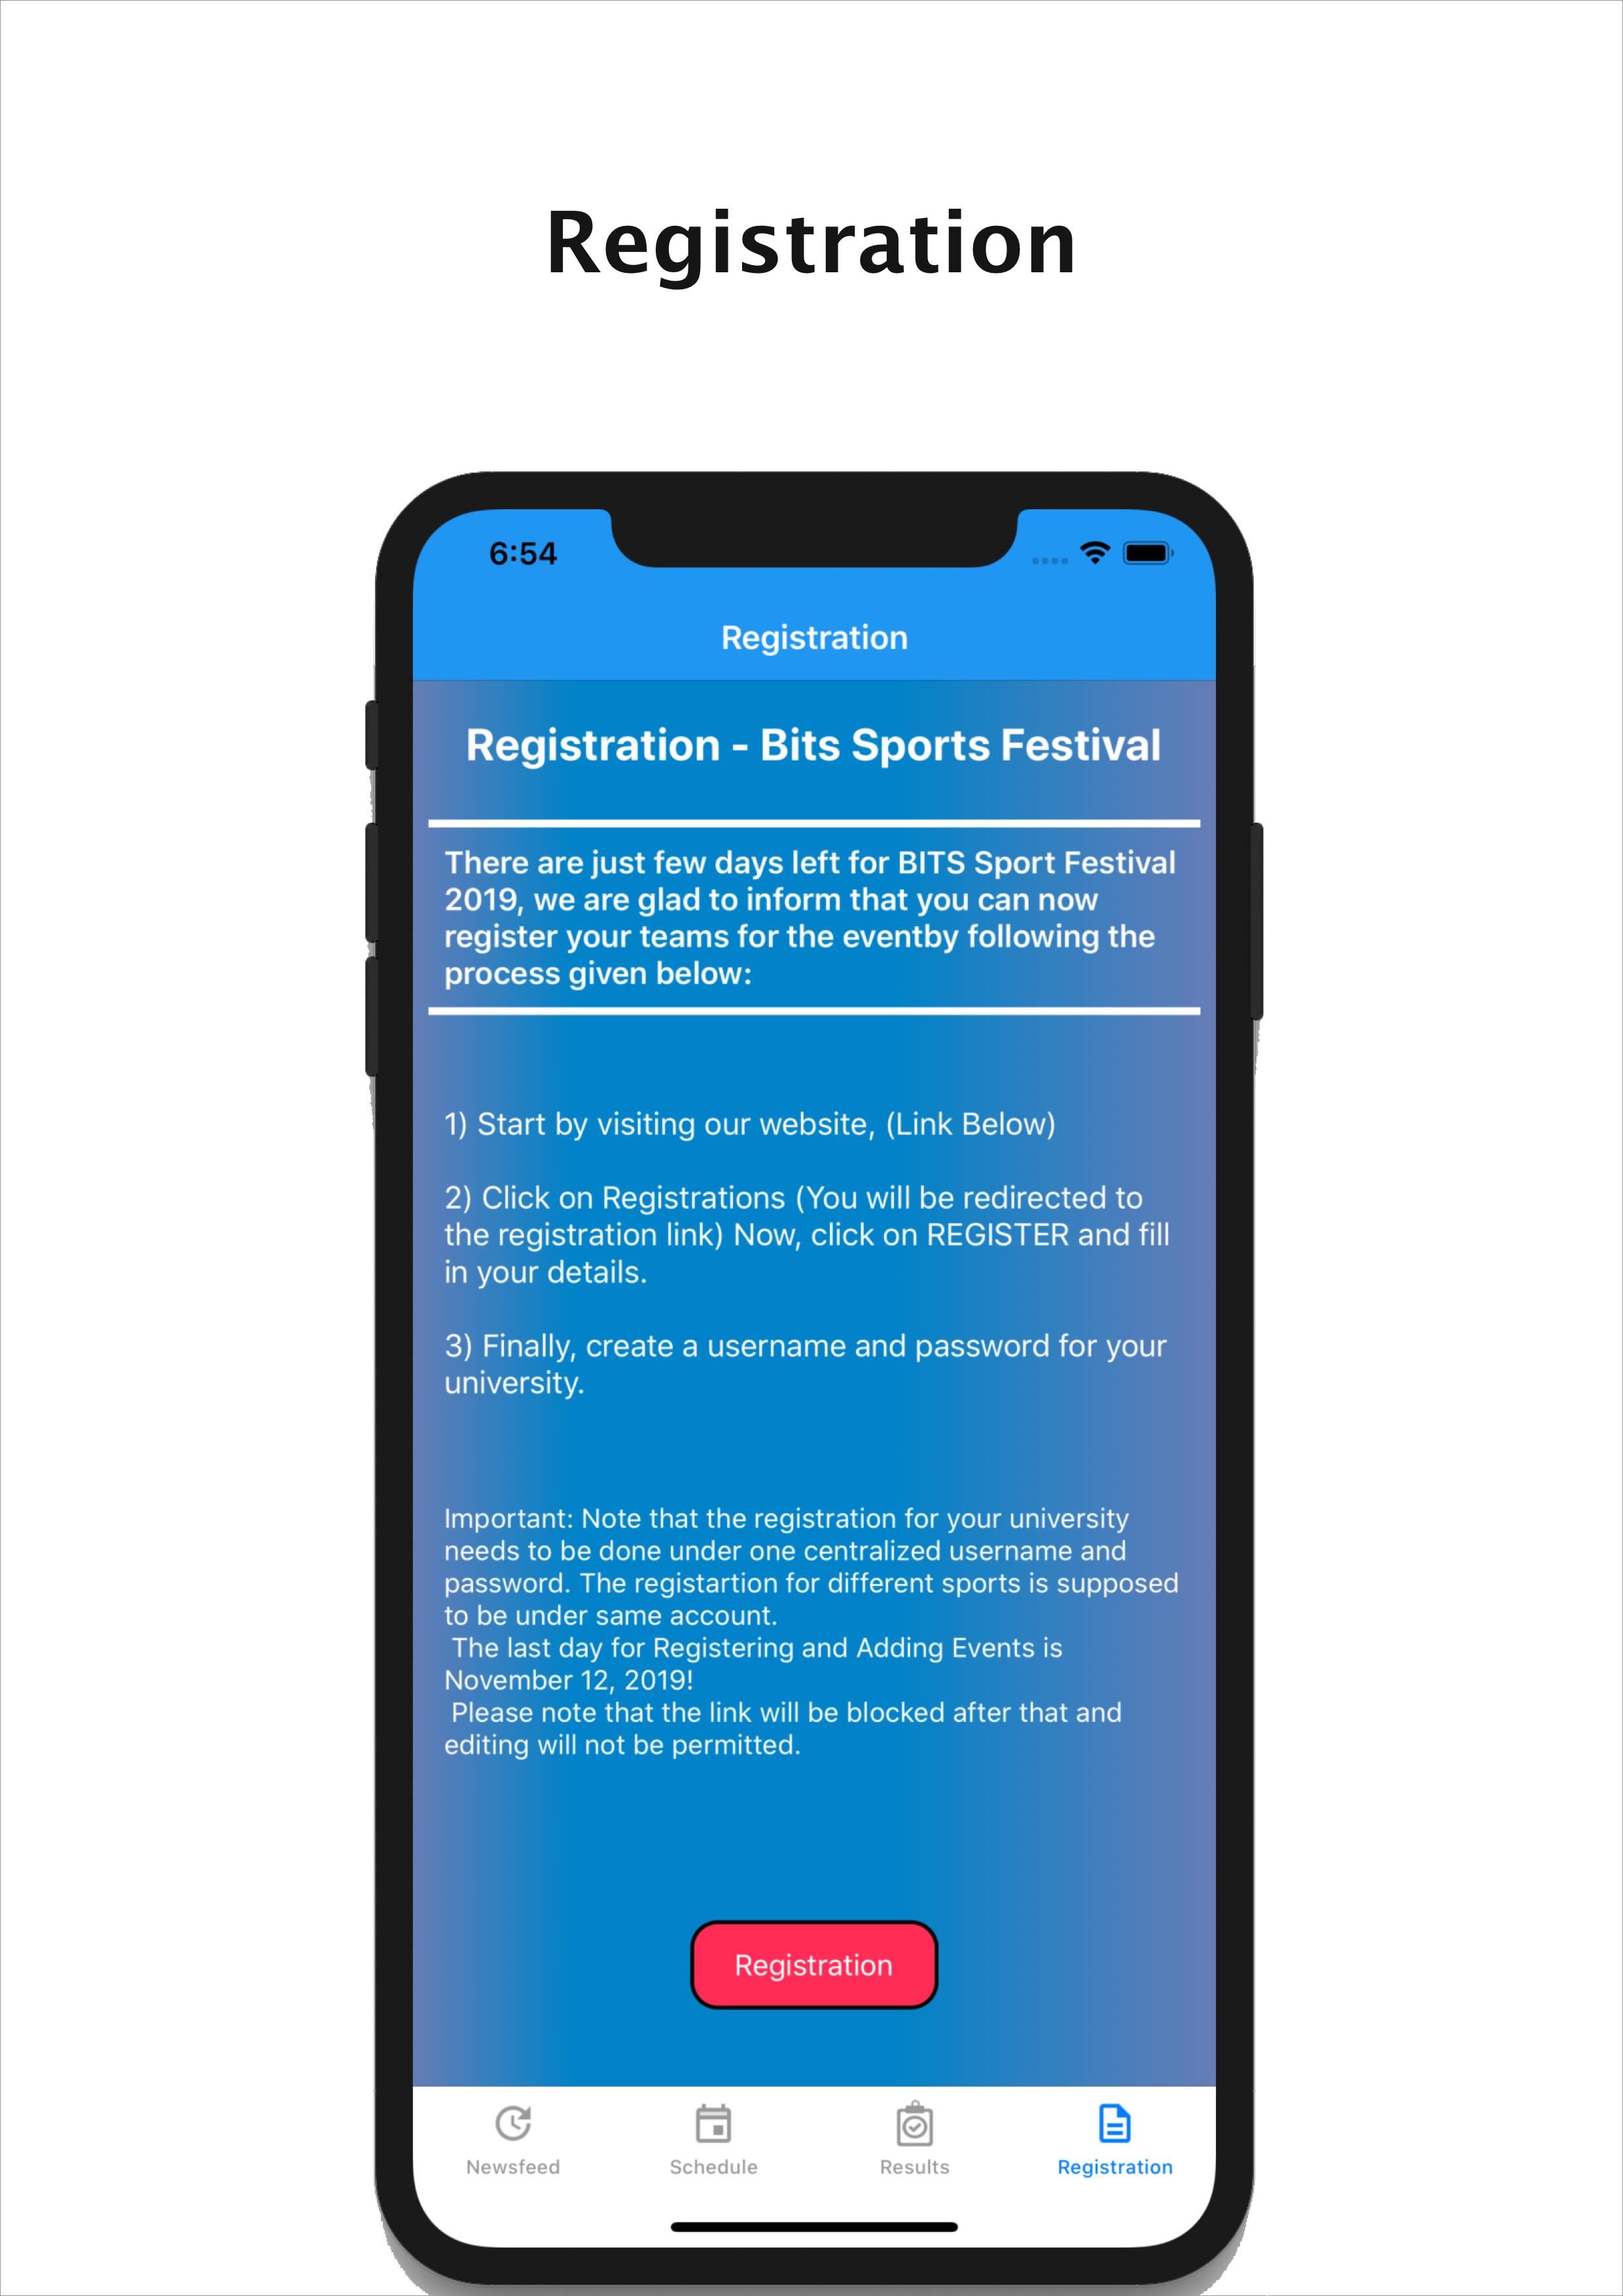 Registration
6:54
Registration
Registration - Bits Sports Festival
There are just few days left for BITS Sport Festival
2019, we are glad to inform that you can now
register your teams for the eventby following the
process given below:
1) Start by visiting our website, (Link Below)
2) Click on Registrations (You will be redirected to
the registration link) Now, click on REGISTER and fill
in your details.
3) Finally, create a username and password for your
university.
Important: Note that the registration for your university
needs to be done under one centralized username and
password. The registartion for different sports is supposed
to be under same account.
The last day for Registering and Adding Events is
November 12, 2019!
Please note that the link will be blocked after that and
editing will not be permitted.
Registration
Newsfeed
Schedule
Results
Registration